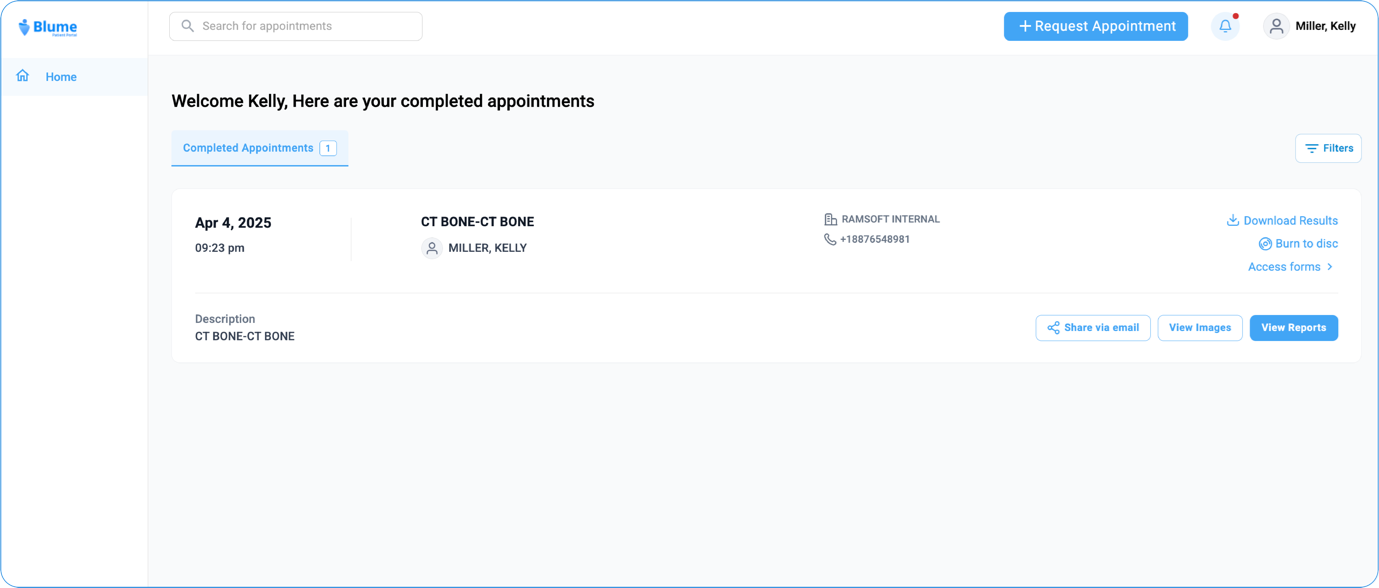 Blume
Patient Portal
Search for appointments
+ Request Appointment
Miller, Kelly
Home
Welcome Kelly, Here are your completed appointments
Completed Appointments 1
Filters
Apr 4, 2025
09:23 pm
CT BONE-CT BONE
MILLER, KELLY
RAMSOFT INTERNAL
+18876548981
Download Results
Burn to disc
Access forms
Description
CT BONE-CT BONE
Share via email
View Images
View Reports